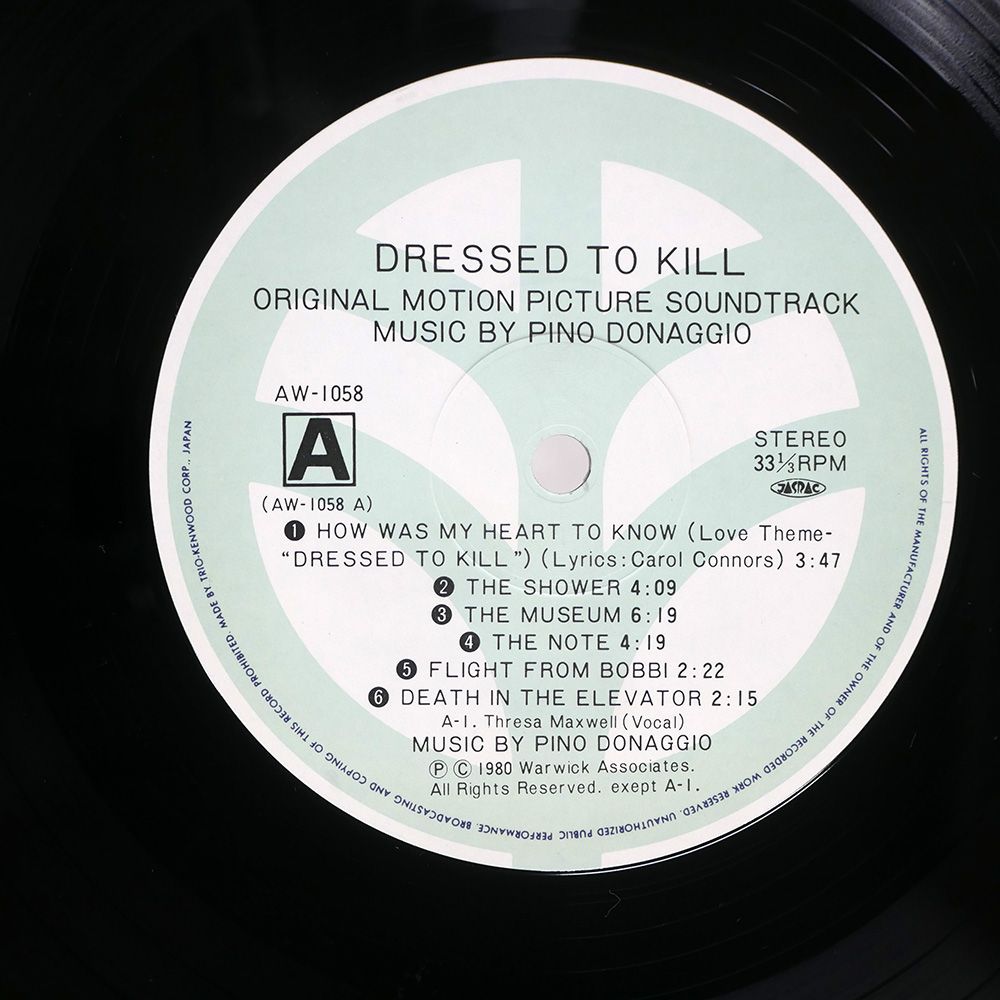 DRESSED TO KILL
ORIGINAL MOTION PICTURE SOUNDTRACK
MUSIC BY PINO DONAGGIO
AW-1058
A
(AW-1058 A)
STEREO
33⅓RPM
JASRAC
❶ HOW WAS MY HEART TO KNOW (Love Theme-
"DRESSED TO KILL") (Lyrics:Carol Connors) 3:47
❷ THE SHOWER 4:09
❸ THE MUSEUM 6:19
❹ THE NOTE 4:19
❺ FLIGHT FROM BOBBI 2:22
❻ DEATH IN THE ELEVATOR 2:15
A-1. Thresa Maxwell (Vocal)
MUSIC BY PINO DONAGGIO
Ⓟ Ⓒ 1980 Warwick Associates.
All Rights Reserved. exept A-1.
ALL RIGHTS OF THE MANUFACTURER AND OF THE OWNER OF THE RECORDED WORK RESERVED. UNAUTHORIZED PUBLIC PERFORMANCE, BROADCASTING AND COPYING OF THIS RECORD PROHIBITED. MADE BY TRIO-KENWOOD CORP., JAPAN